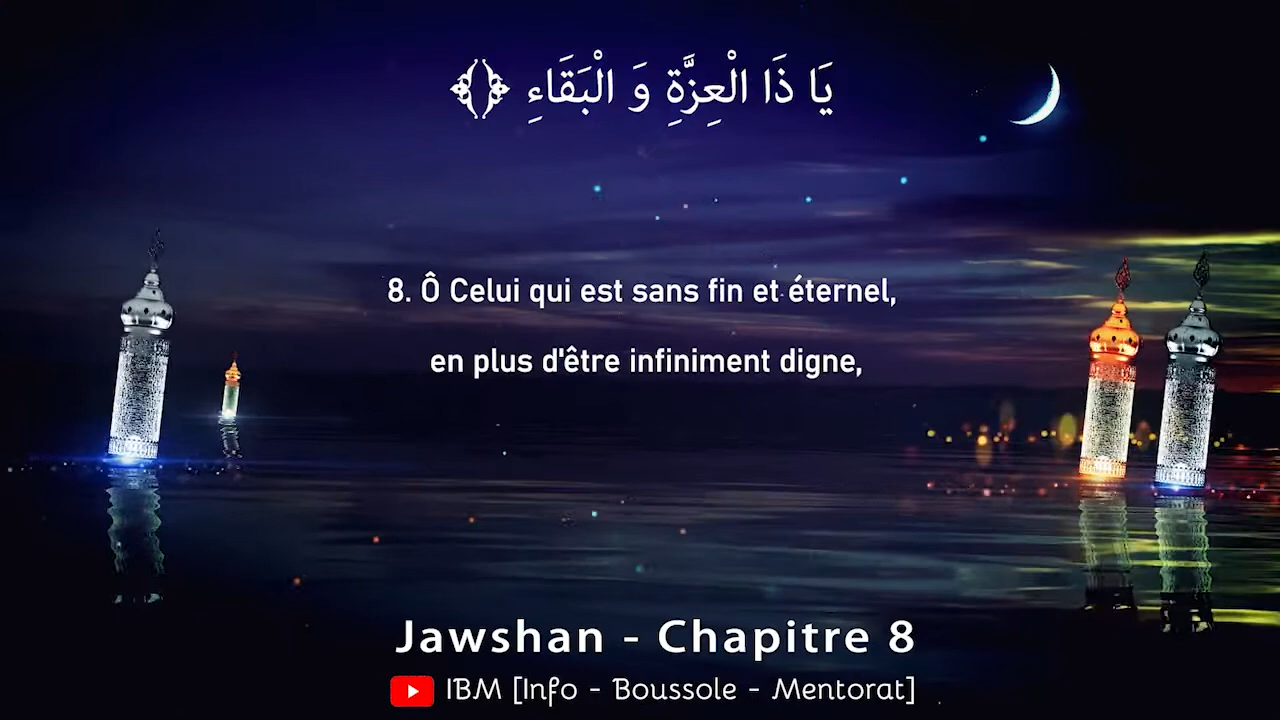 يَا ذَا الْعِزَّةِ وَ الْبَقَاءِ ﴿﴾
8. Ô Celui qui est sans fin et éternel,
en plus d'être infiniment digne,
Jawshan - Chapitre 8
IBM [Info - Boussole - Mentorat]